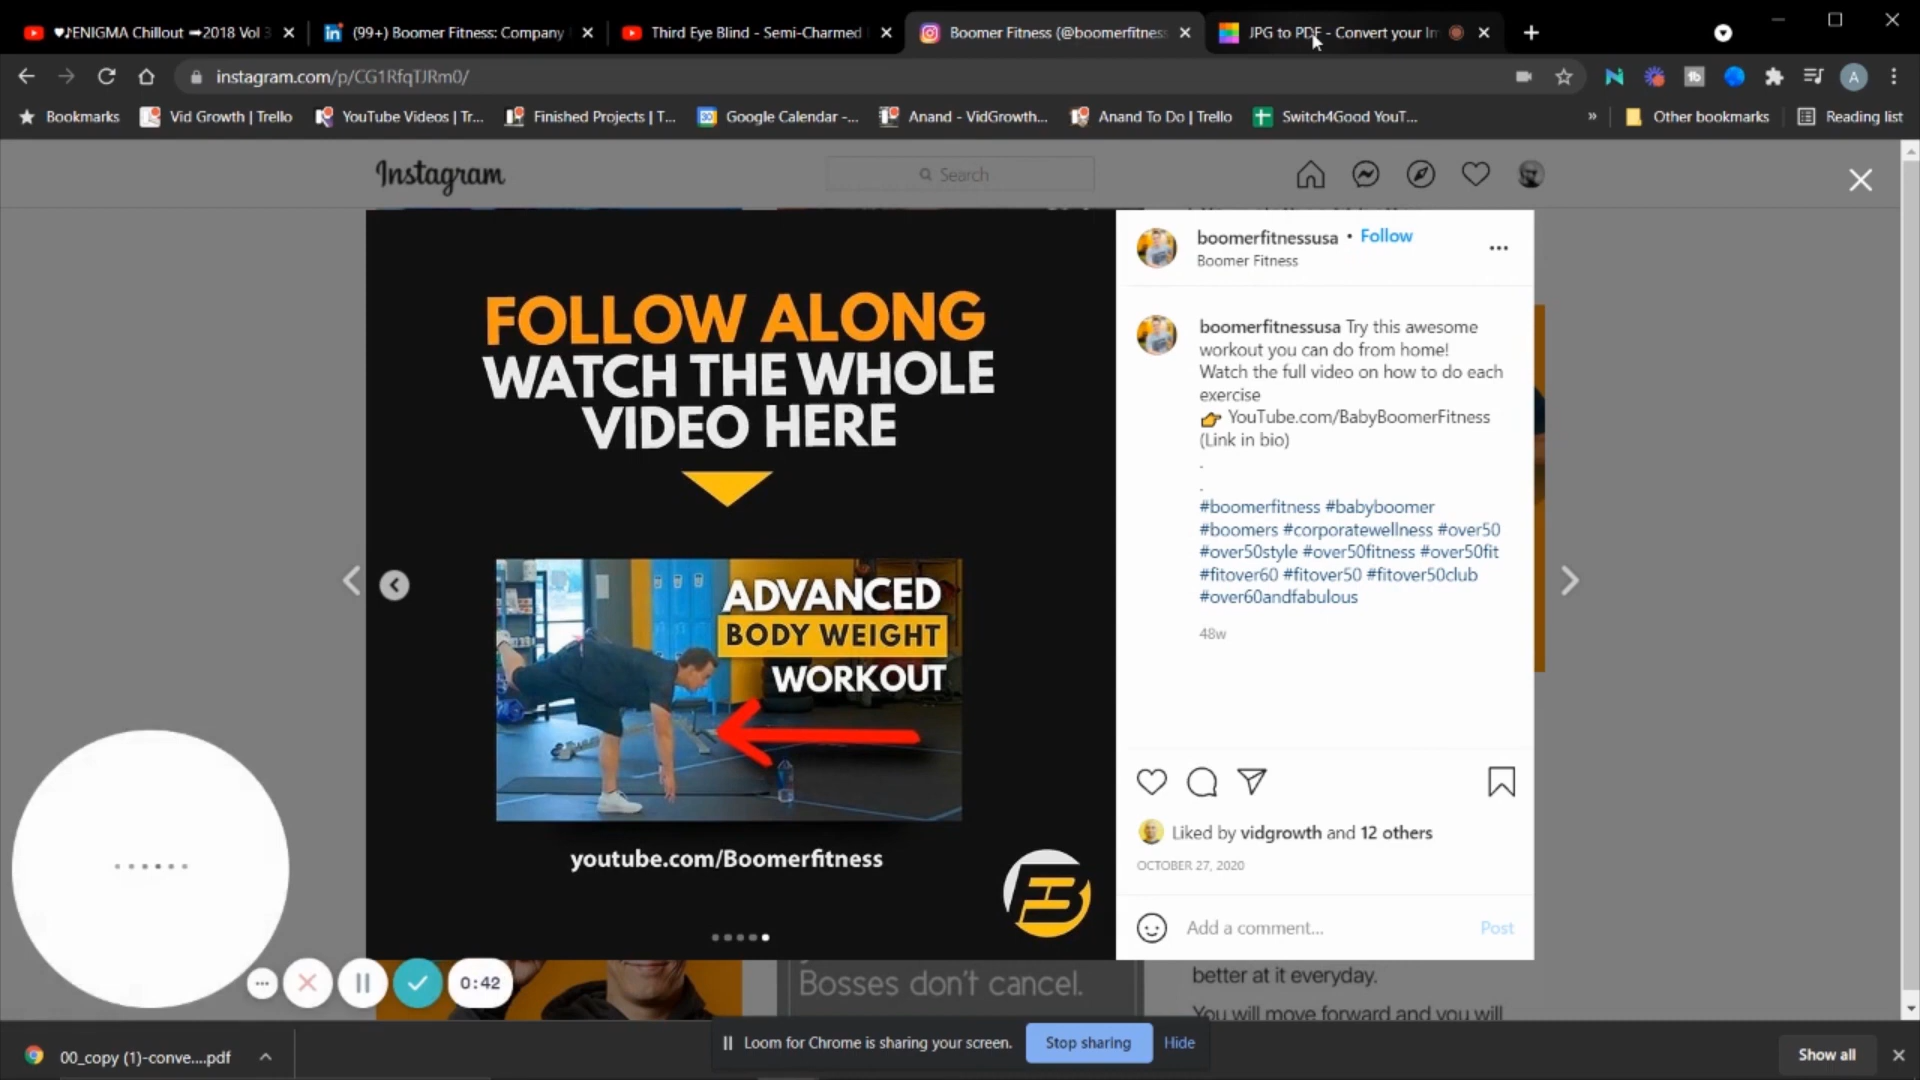 ♥♪ENIGMA Chillout ➡2018 Vol 3
(99+) Boomer Fitness: Company
Third Eye Blind - Semi-Charmed
Boomer Fitness (@boomerfitness
JPG to PDF - Convert your Im
instagram.com/p/CG1RfqTJRm0/
Bookmarks
Vid Growth | Trello
YouTube Videos | Tr...
Finished Projects | T...
Google Calendar -...
Anand - VidGrowth...
Anand To Do | Trello
Switch4Good YouT...
»
Other bookmarks
Reading list
Instagram
Search
FOLLOW ALONG
WATCH THE WHOLE
VIDEO HERE
ADVANCED
BODY WEIGHT
WORKOUT
youtube.com/Boomerfitness
boomerfitnessusa • Follow
Boomer Fitness
boomerfitnessusa Try this awesome
workout you can do from home!
Watch the full video on how to do each
exercise
👉 YouTube.com/BabyBoomerFitness
(Link in bio)
.
.
#boomerfitness #babyboomer
#boomers #corporatewellness #over50
#over50style #over50fitness #over50fit
#fitover60 #fitover50 #fitover50club
#over60andfabulous
48w
Liked by vidgrowth and 12 others
OCTOBER 27, 2020
Add a comment...
Post
Bosses don't cancel.
better at it everyday.
You will move forward and you will
0:42
Loom for Chrome is sharing your screen.
Stop sharing
Hide
00_copy (1)-conve....pdf
Show all